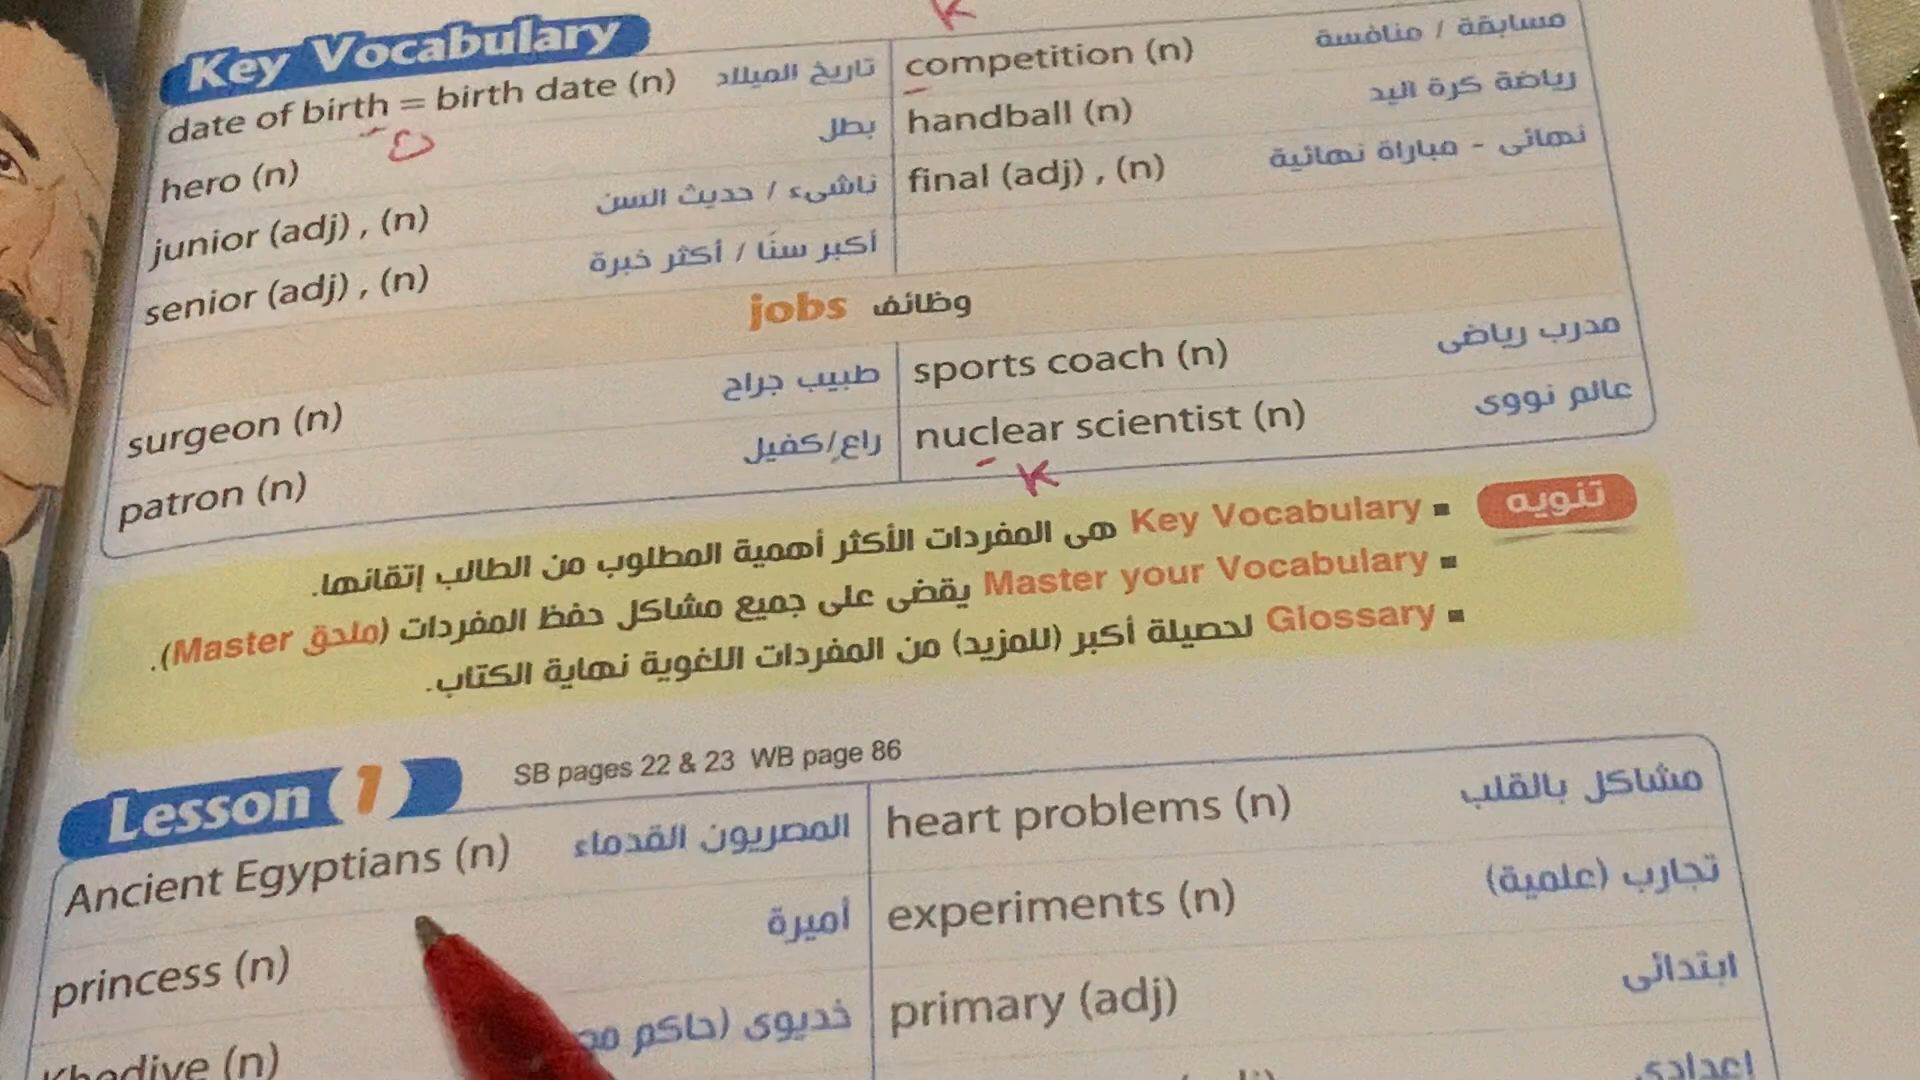 Key Vocabulary
date of birth = birth date (n) تاريخ الميلاد
hero (n) بطل
junior (adj) , (n) ناشىء / حديث السن
senior (adj) , (n) أكبر سنًا / أكثر خبرة
K
competition (n) مسابقة / منافسة
handball (n) رياضة كرة اليد
final (adj) , (n) نهائى - مباراة نهائية
jobs وظائف
surgeon (n) طبيب جراح
patron (n) راع/كفيل
sports coach (n) مدرب رياضى
nuclear scientist (n) عالم نووى
K
تنويه
▪ Key Vocabulary هى المفردات الأكثر أهمية المطلوب من الطالب إتقانها.
▪ Master your Vocabulary يقضى على جميع مشاكل حفظ المفردات (ملحق Master).
▪ Glossary لحصيلة أكبر (للمزيد) من المفردات اللغوية نهاية الكتاب.
Lesson (1) SB pages 22 & 23 WB page 86
Ancient Egyptians (n) المصريون القدماء
princess (n) أميرة
Khedive (n) خديوى (حاكم
heart problems (n) مشاكل بالقلب
experiments (n) تجارب (علمية)
primary (adj) ابتدائى
إعدادى